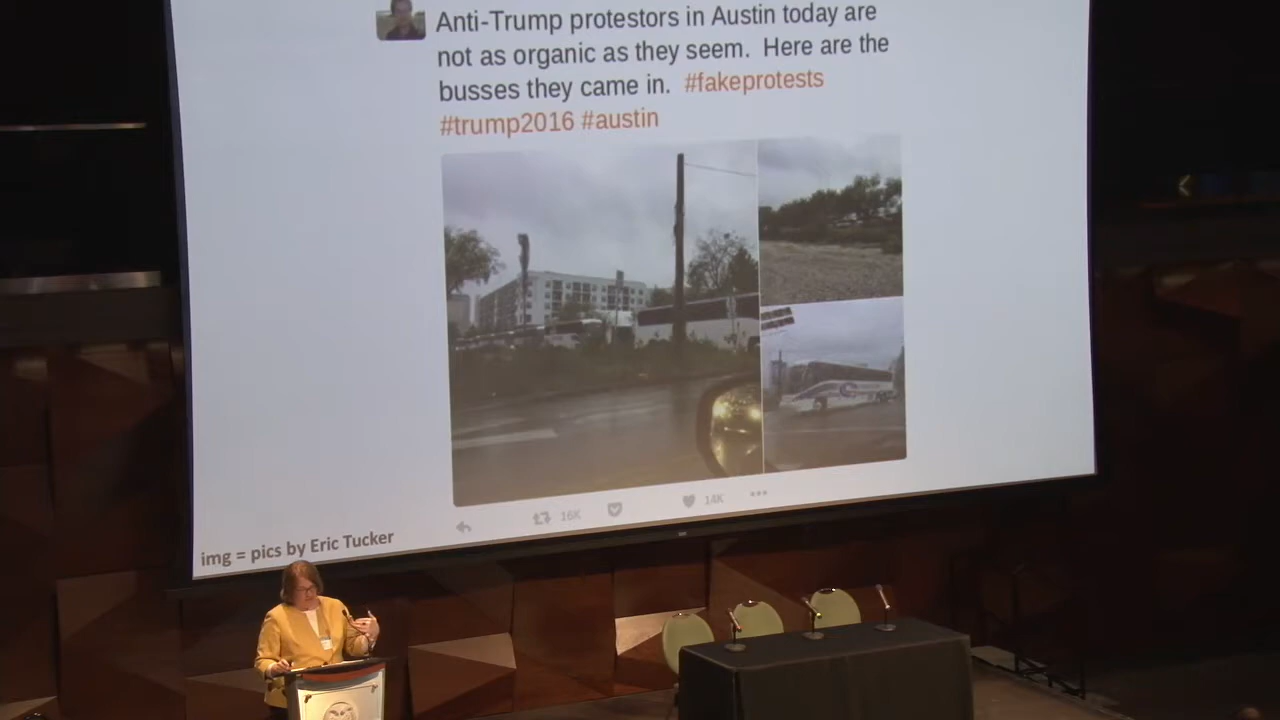 Anti-Trump protestors in Austin today are
not as organic as they seem. Here are the
busses they came in. #fakeprotests
#trump2016 #austin
16K
14K
img = pics by Eric Tucker